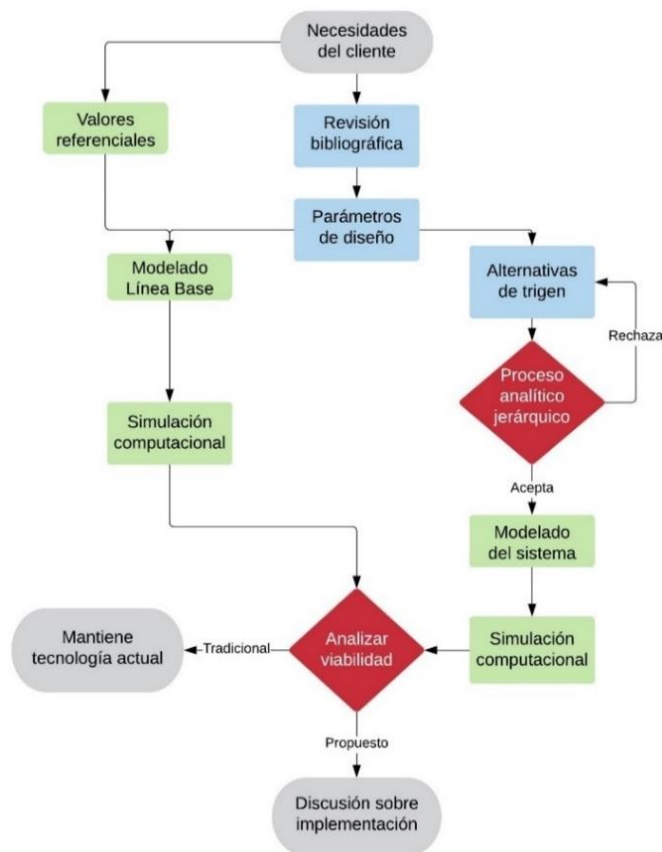 Necesidades
del cliente
Valores
referenciales
Revisión
bibliográfica
Parámetros
de diseño
Modelado
Línea Base
Alternativas
de trigen
Rechaza
Proceso
analítico
jerárquico
Simulación
computacional
Acepta
Modelado
del sistema
Mantiene
tecnología actual
Tradicional
Analizar
viabilidad
Simulación
computacional
Propuesto
Discusión sobre
implementación